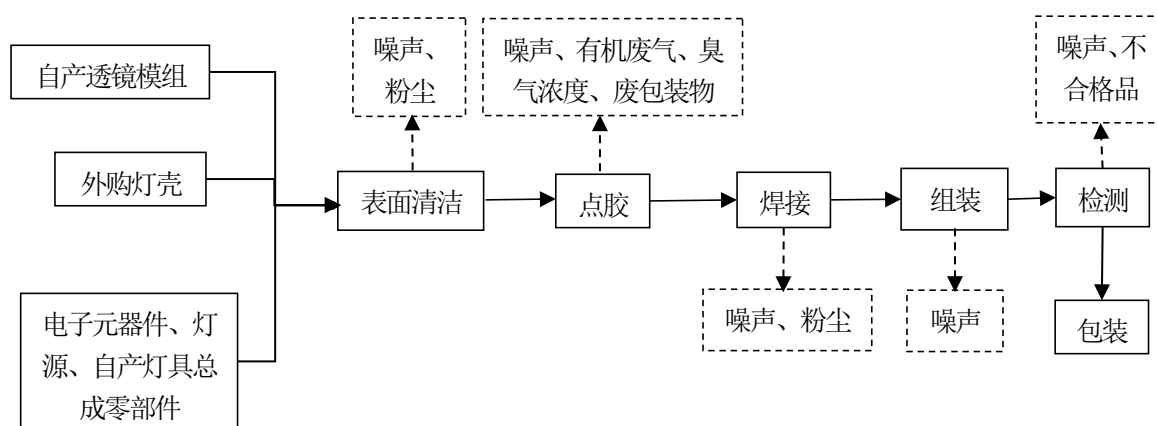 自产透镜模组
外购灯壳
电子元器件、灯
源、自产灯具总
成零部件
噪声、
粉尘
表面清洁
噪声、有机废气、臭
气浓度、废包装物
点胶
焊接
噪声、粉尘
组装
噪声
噪声、不
合格品
检测
包装